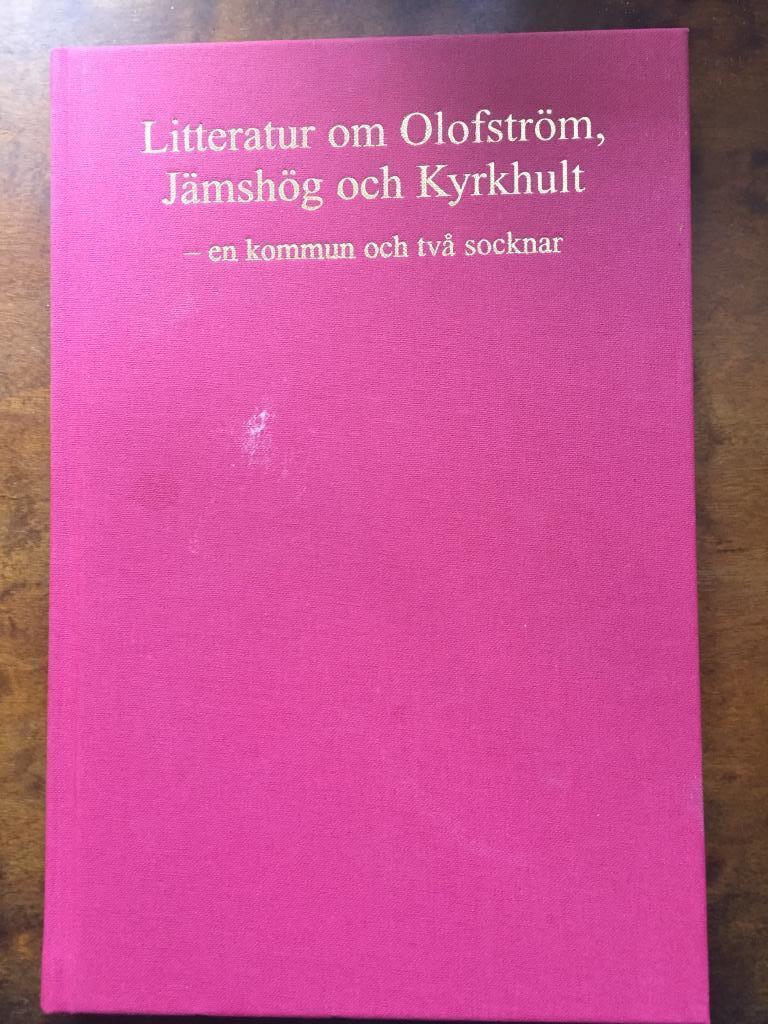 Litteratur om Olofström,
Jämshög och Kyrkhult
– en kommun och två socknar